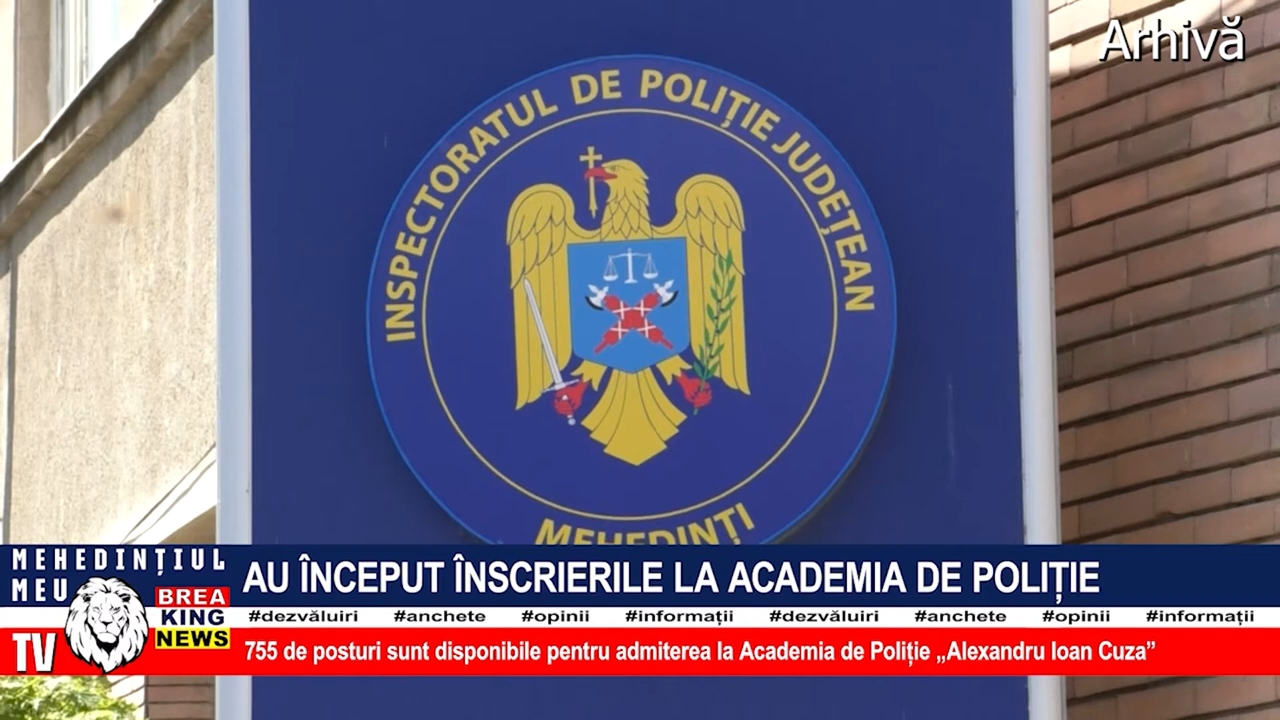 Arhivă
INSPECTORATUL DE POLIȚIE JUDEȚEAN
MEHEDINȚI
MEHEDINȚIUL
MEU
TV
BREA
KING
NEWS
AU ÎNCEPUT ÎNSCRIERILE LA ACADEMIA DE POLIȚIE
#dezvăluiri #anchete #opinii #informații #dezvăluiri #anchete #opinii #informații
755 de posturi sunt disponibile pentru admiterea la Academia de Poliție „Alexandru Ioan Cuza”